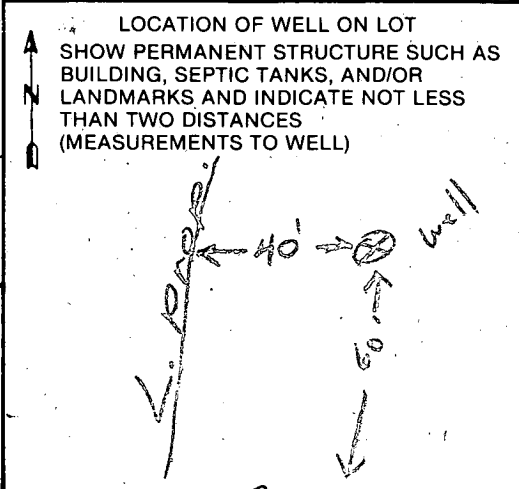 LOCATION OF WELL ON LOT
SHOW PERMANENT STRUCTURE SUCH AS
BUILDING, SEPTIC TANKS, AND/OR
LANDMARKS AND INDICATE NOT LESS
THAN TWO DISTANCES
(MEASUREMENTS TO WELL)
N
40'
well
60
L. PROP.